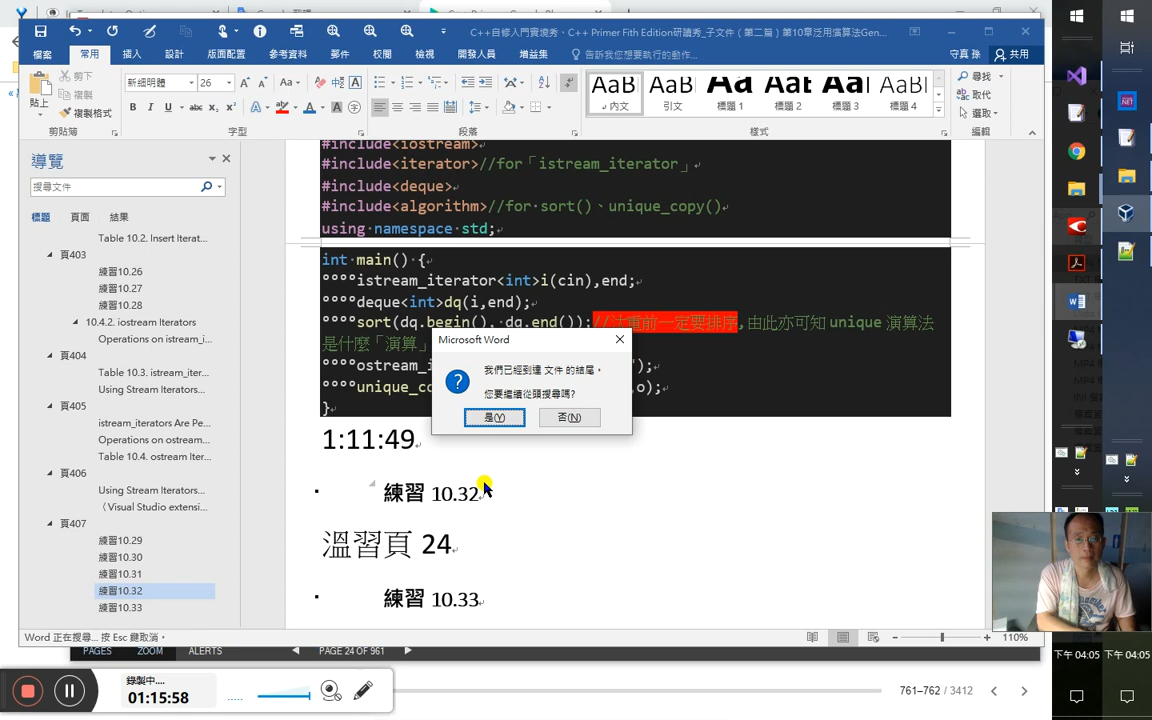 C++自修入門實境秀、C++ Primer Fith Edition研讀秀_子文件（第二篇）第10章泛用演算法Gen...
檔案
常用
插入
設計
版面配置
參考資料
郵件
校閱
檢視
開發人員
增益集
告訴我您想要執行的動作...
守真 孫
共用
貼上
剪下
複製
複製格式
剪貼簿
新細明體
26
字型
段落
AaB
↵內文
AaB
引文
AaB
標題 1
Aat
標題 2
AaI
標題 3
AaBI
標題 4
樣式
尋找
取代
選取
編輯
導覽
搜尋文件
標題
頁面
結果
Table 10.2. Insert Iterat...
頁403
練習10.26
練習10.27
練習10.28
10.4.2. iostream Iterators
Operations on istream_i...
頁404
Table 10.3. istream_iter...
Using Stream Iterators...
頁405
istream_iterators Are Pe...
Operations on ostream...
Table 10.4. ostream Iter...
頁406
Using Stream Iterators...
（Visual Studio extensi...
頁407
練習10.29
練習10.30
練習10.31
練習10.32
練習10.33
#include<iostream>
#include<iterator>//for「istream_iterator」
#include<deque>
#include<algorithm>//for sort()、unique_copy()
using namespace std;
int main() {
istream_iterator<int>i(cin),end;
deque<int>dq(i,end);
sort(dq.begin(), dq.end());//汏重前一定要排序,由此亦可知 unique 演算法
是什麼「演算」
ostream_i
");
unique_co
,o);
}
1:11:49
練習 10.32
溫習頁 24
練習 10.33
Microsoft Word
我們已經到達 文件 的結尾。
您要繼續從頭搜尋嗎?
是(Y)
否(N)
Word 正在搜尋... 按 Esc 鍵取消。
110%
PAGES
ZOOM
ALERTS
PAGE 24 OF 961
錄製中....
01:15:58
761–762 / 3412
下午 04:05
下午 04:05